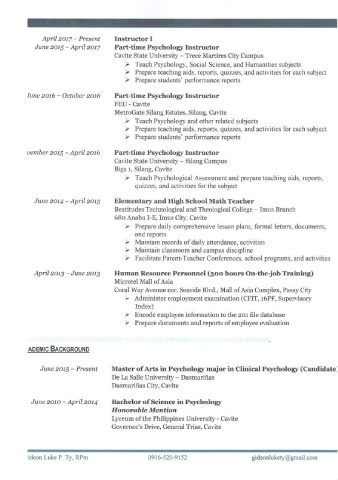 April 2017 – Present Instructor I
June 2015 – April 2017 Part-time Psychology Instructor
Cavite State University – Trece Martires City Campus
➢ Teach Psychology, Social Science, and Humanities subjects
➢ Prepare teaching aids, reports, quizzes, and activities for each subject
➢ Prepare students' performance reports
June 2016 – October 2016 Part-time Psychology Instructor
FEU - Cavite
MetroGate Silang Estates, Silang, Cavite
➢ Teach Psychology and other related subjects
➢ Prepare teaching aids, reports, quizzes, and activities for each subject
➢ Prepare students' performance reports
vember 2015 – April 2016 Part-time Psychology Instructor
Cavite State University – Silang Campus
Biga 1, Silang, Cavite
➢ Teach Psychological Assessment and prepare teaching aids, reports,
quizzes, and activities for the subject
June 2014 – April 2015 Elementary and High School Math Teacher
Beatitudes Technological and Theological College – Imus Branch
680 Anabu I-E, Imus City, Cavite
➢ Prepare daily comprehensive lesson plans, formal letters, documents,
and reports
➢ Maintain records of daily attendance, activities
➢ Maintain classroom and campus discipline
➢ Facilitate Parent-Teacher Conferences, school programs, and activities
April 2013 – June 2013 Human Resource Personnel (300 hours On-the-job Training)
Microtel Mall of Asia
Coral Way Avenue cor. Seaside Blvd., Mall of Asia Complex, Pasay City
➢ Administer employment examination (CFIT, 16PF, Supervisory
Index)
➢ Encode employee information to the 201 file database
➢ Prepare documents and reports of employee evaluation
ADEMIC BACKGROUND
June 2015 – Present Master of Arts in Psychology major in Clinical Psychology (Candidate
De La Salle University – Dasmariñas
Dasmariñas City, Cavite
June 2010 – April 2014 Bachelor of Science in Psychology
Honorable Mention
Lyceum of the Philippines University - Cavite
Governor's Drive, General Trias, Cavite
ideon Luke P. Ty, RPm 0916-520-9152 gideonlukety@gmail.com